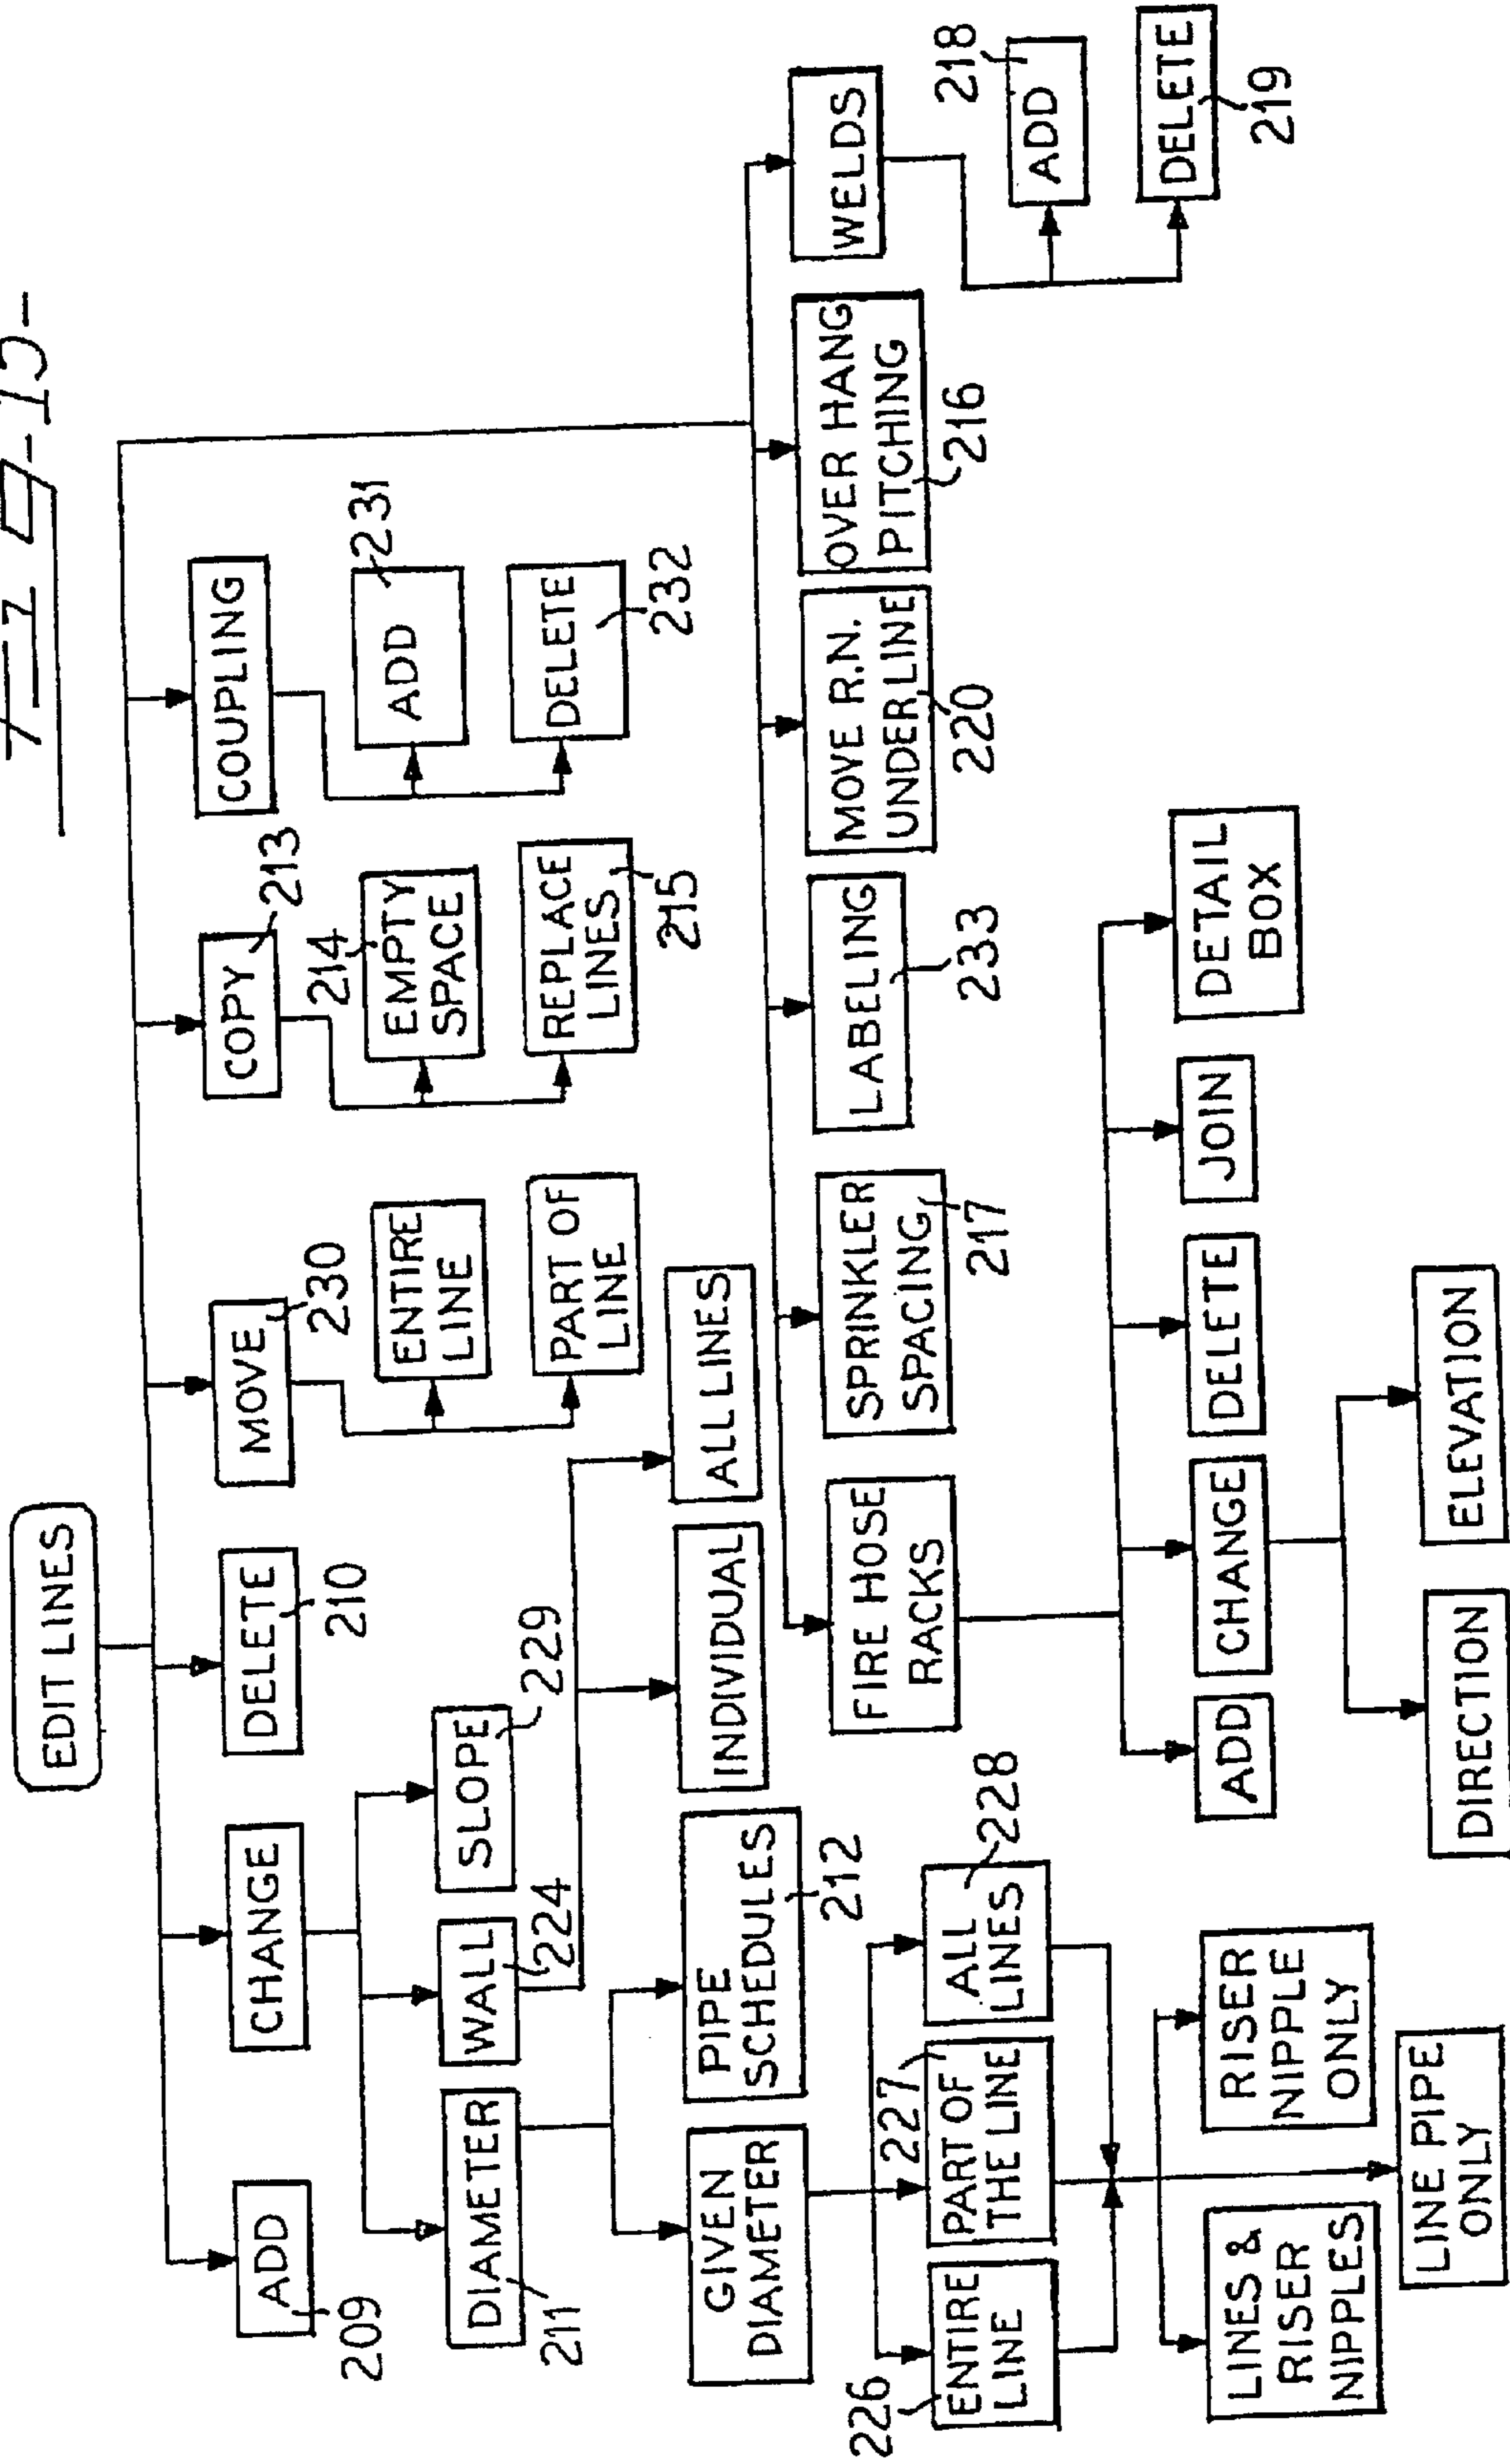 FIG-15-
EDIT LINES
ADD
209
CHANGE
DELETE
210
MOVE
230
COPY
213
COUPLING
DIAMETER
211
WALL
224
SLOPE
229
ENTIRE
LINE
PART OF
LINE
214
EMPTY
SPACE
REPLACE
LINES
215
ADD
231
DELETE
232
GIVEN
DIAMETER
PIPE
SCHEDULES
212
INDIVIDUAL
ALL LINES
226
ENTIRE
LINE
227
PART OF
THE LINE
ALL
LINES
228
LINES &
RISER
NIPPLES
RISER
NIPPLE
ONLY
LINE PIPE
ONLY
FIRE HOSE
RACKS
SPRINKLER
SPACING
217
LABELING
233
MOVE R.N.
UNDER LINE
220
OVER HANG
PITCHING
216
WELDS
218
ADD
DELETE
219
ADD
CHANGE
DELETE
JOIN
DETAIL
BOX
DIRECTION
ELEVATION